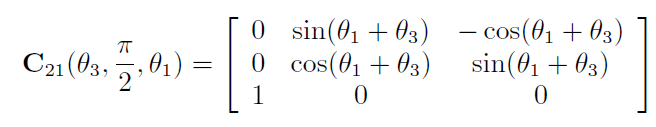 C₂₁(θ₃, π/2, θ₁) = [ 0 sin(θ₁ + θ₃) − cos(θ₁ + θ₃)
0 cos(θ₁ + θ₃) sin(θ₁ + θ₃)
1 0 0 ]